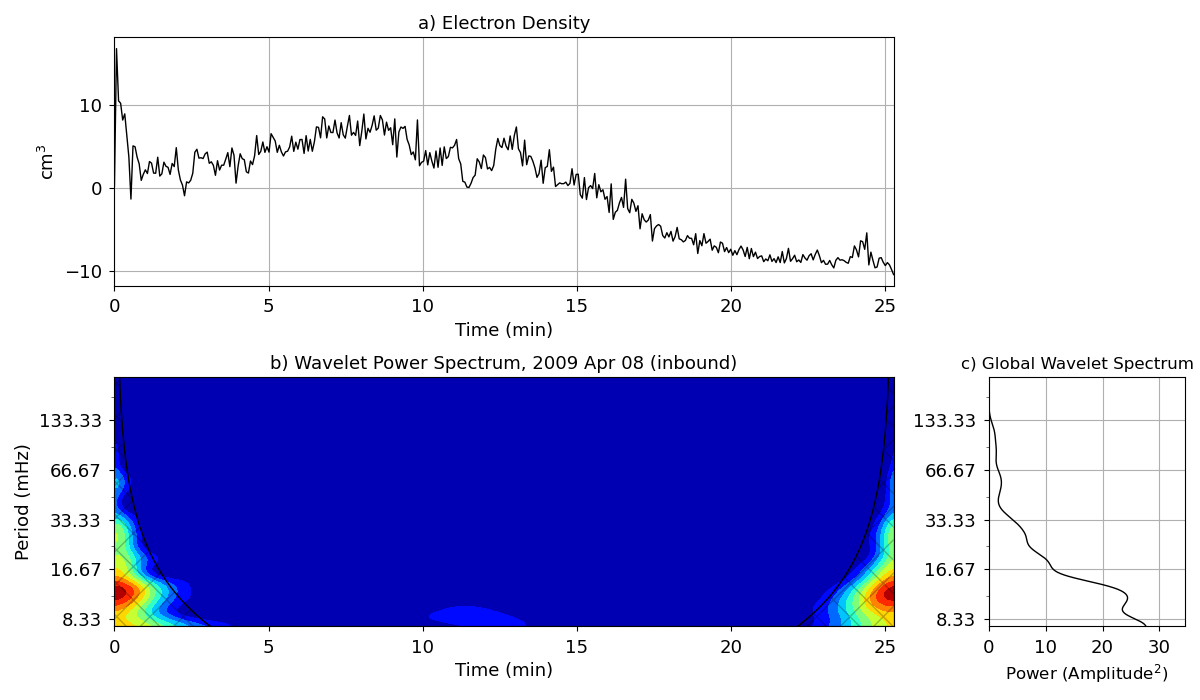 a) Electron Density
cm³
10
0
−10
0 5 10 15 20 25
Time (min)
b) Wavelet Power Spectrum, 2009 Apr 08 (inbound)
Period (mHz)
133.33
66.67
33.33
16.67
8.33
0 5 10 15 20 25
Time (min)
c) Global Wavelet Spectrum
133.33
66.67
33.33
16.67
8.33
0 10 20 30
Power (Amplitude²)